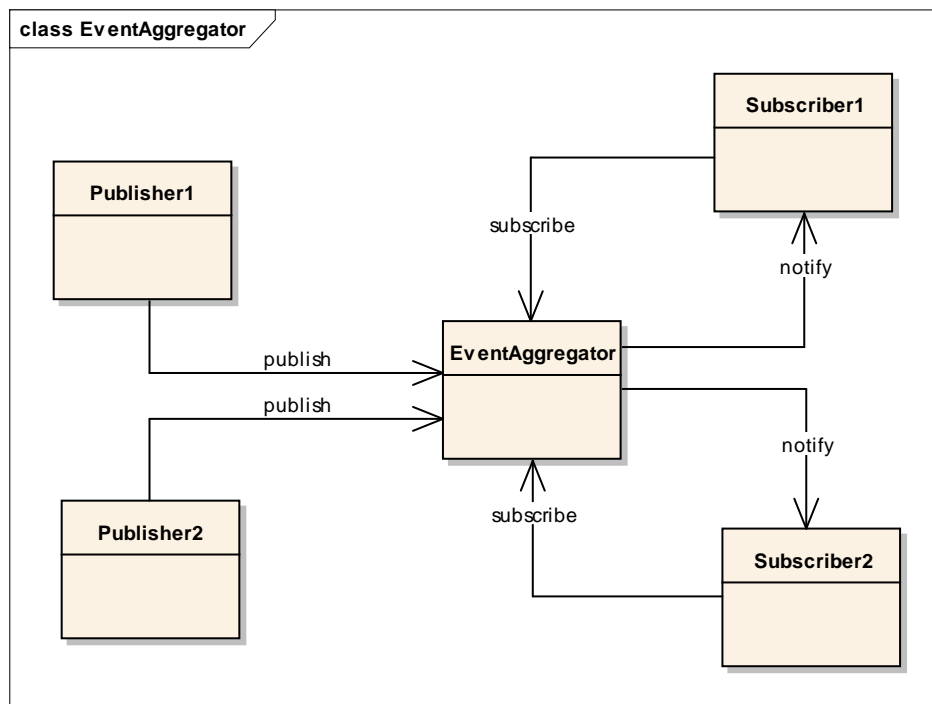 class EventAggregator
Subscriber1
Publisher1
subscribe
notify
EventAggregator
publish
publish
notify
subscribe
Publisher2
Subscriber2